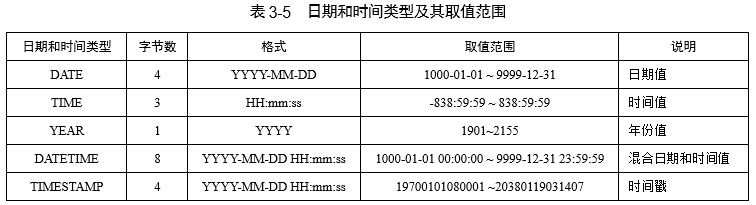 表 3-5 日期和时间类型及其取值范围
日期和时间类型 字节数 格式 取值范围 说明
DATE 4 YYYY-MM-DD 1000-01-01 ~ 9999-12-31 日期值
TIME 3 HH:mm:ss -838:59:59 ~ 838:59:59 时间值
YEAR 1 YYYY 1901~2155 年份值
DATETIME 8 YYYY-MM-DD HH:mm:ss 1000-01-01 00:00:00 ~ 9999-12-31 23:59:59 混合日期和时间值
TIMESTAMP 4 YYYY-MM-DD HH:mm:ss 19700101080001 ~20380119031407 时间戳